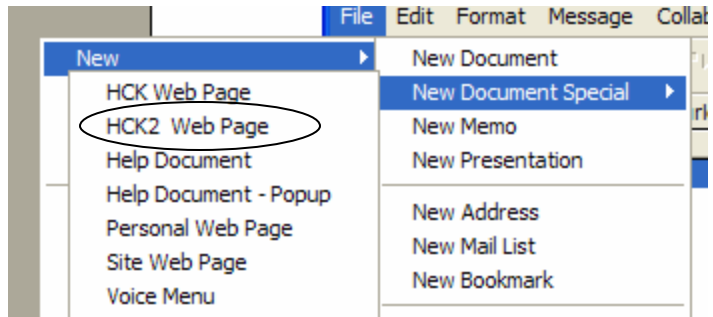 File Edit Format Message
New
New Document
HCK Web Page
New Document Special
HCK2 Web Page
New Memo
Help Document
New Presentation
Help Document - Popup
Personal Web Page
New Address
Site Web Page
New Mail List
Voice Menu
New Bookmark